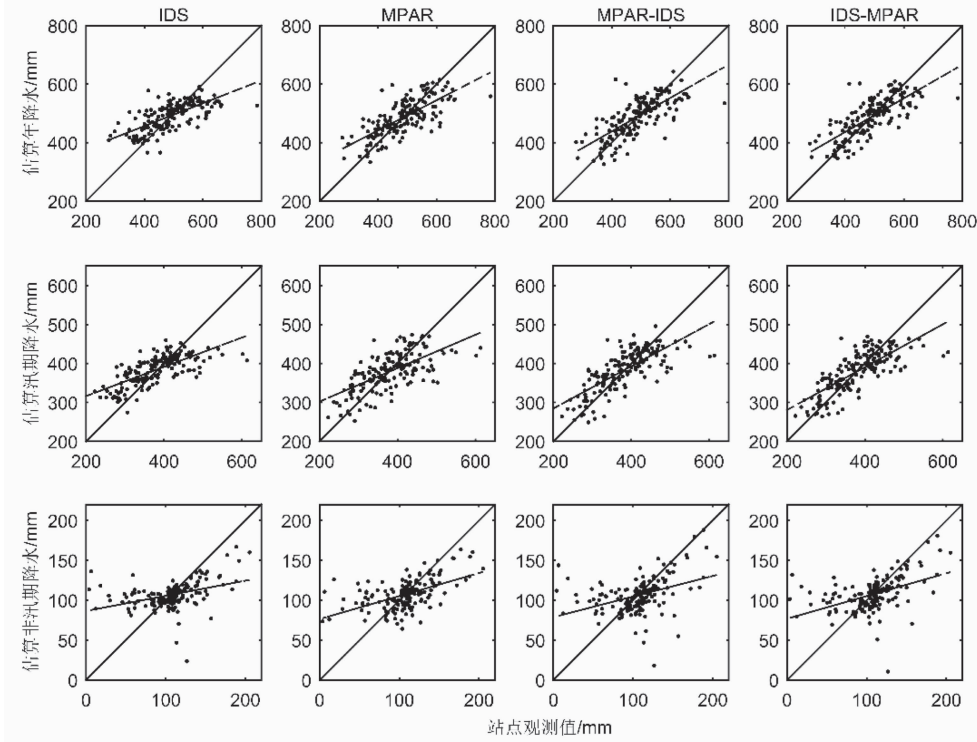 IDS MPAR MPAR-IDS IDS-MPAR
估算年降水/mm
800 800 800 800
600 600 600 600
400 400 400 400
200 200 200 200
200 400 600 800 200 400 600 800 200 400 600 800 200 400 600 800
估算汛期降水/mm
600 600 600 600
500 500 500 500
400 400 400 400
300 300 300 300
200 200 200 200
200 400 600 200 400 600 200 400 600 200 400 600
估算非汛期降水/mm
200 200 200 200
150 150 150 150
100 100 100 100
50 50 50 50
0 0 0 0
0 100 200 0 100 200 0 100 200 0 100 200
站点观测值/mm